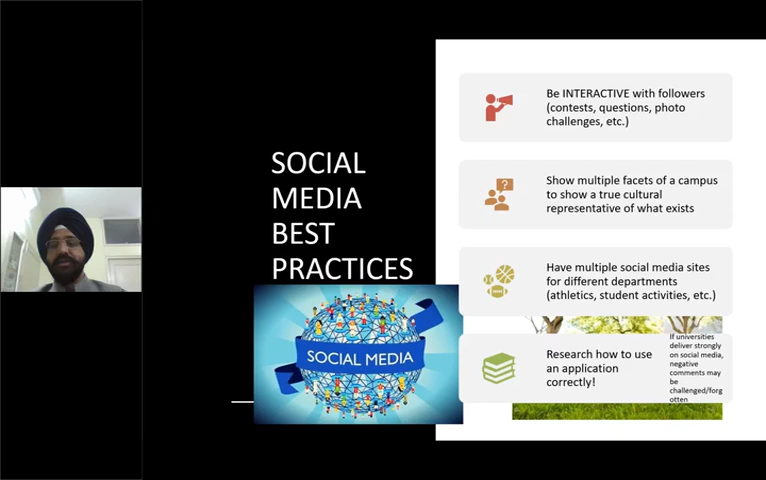 SOCIAL
MEDIA
BEST
PRACTICES
SOCIAL MEDIA
Be INTERACTIVE with followers
(contests, questions, photo
challenges, etc.)
Show multiple facets of a campus
to show a true cultural
representative of what exists
Have multiple social media sites
for different departments
(athletics, student activities, etc.)
Research how to use
an application
correctly!
If universities
deliver strongly
on social media,
negative
comments may
be
challenged/forg
otten